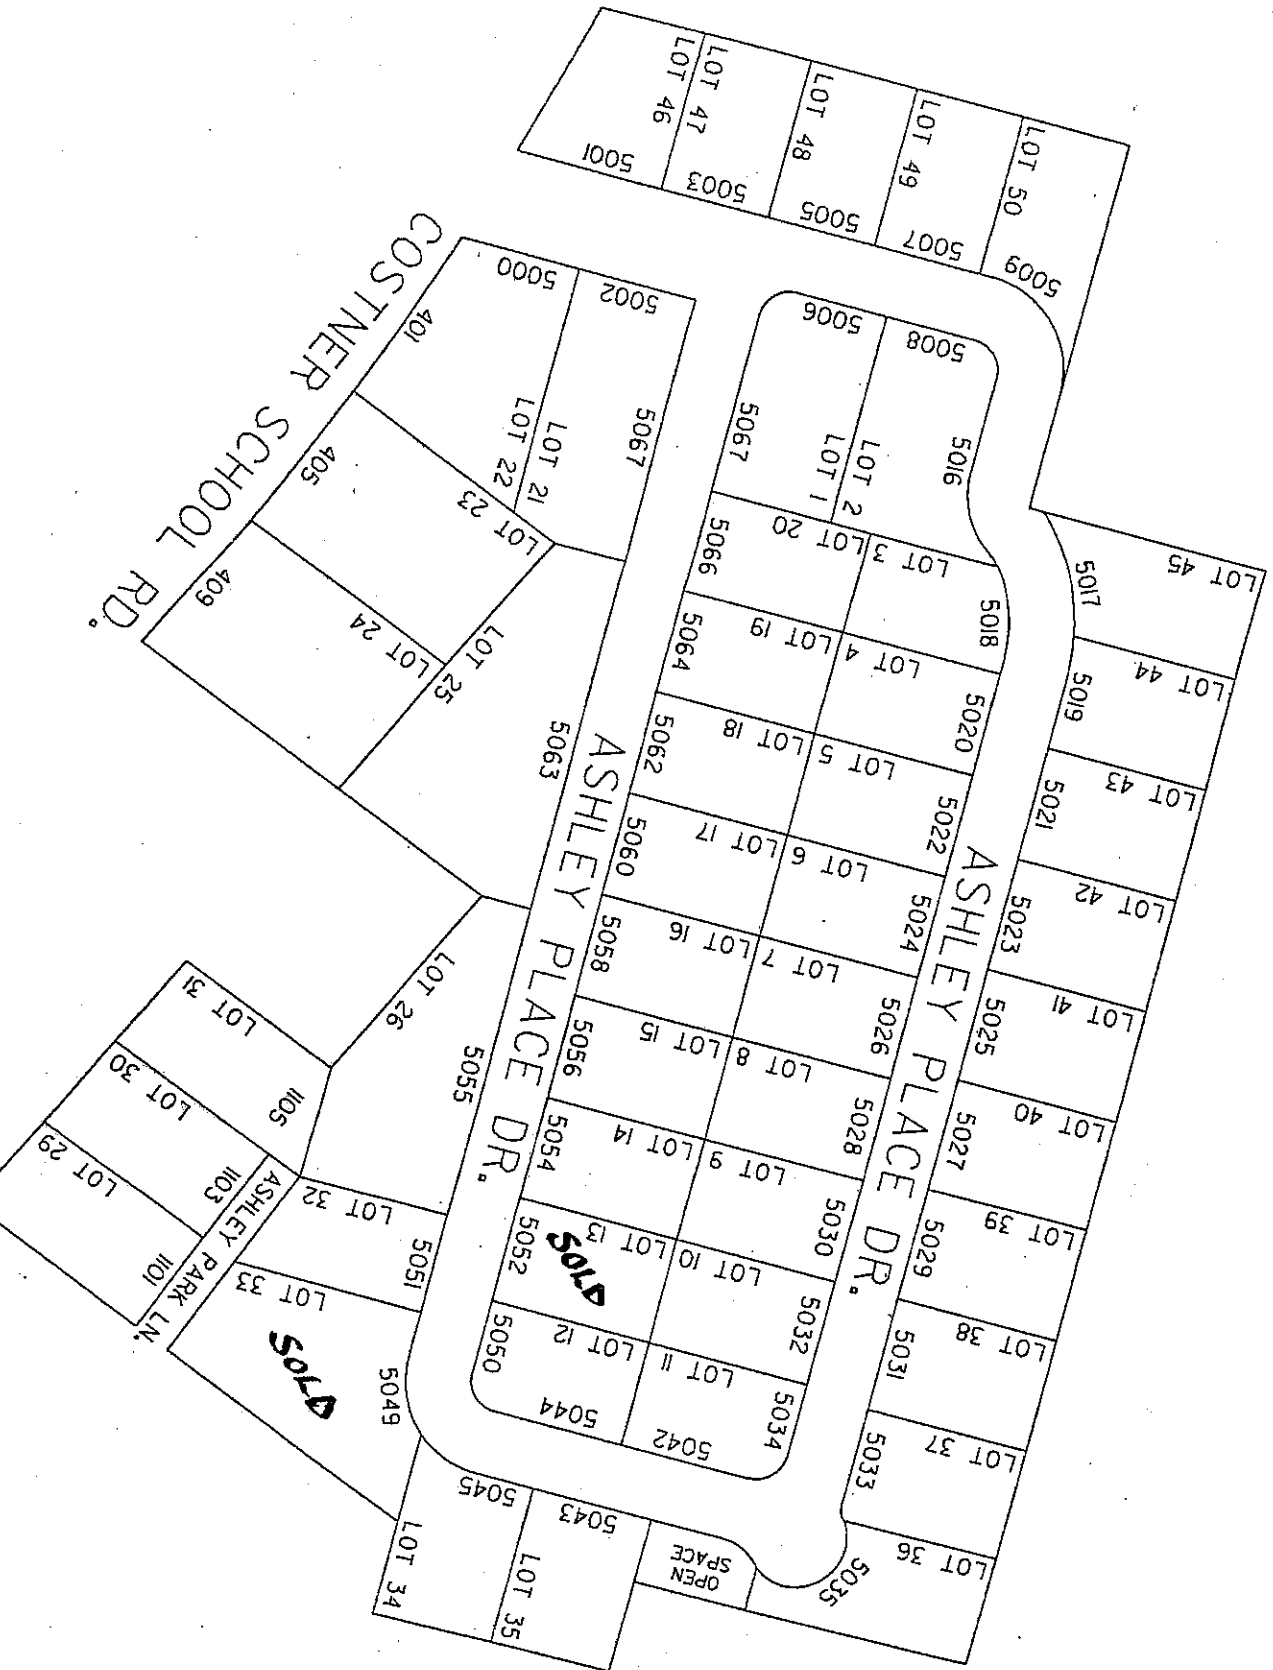 LOT 46
LOT 47
LOT 48
LOT 49
LOT 50
5001
5003
5005
5007
5009
COSTNER SCHOOL RD.
5000
5002
401
405
409
LOT 22
LOT 21
LOT 23
LOT 24
LOT 25
5067
5063
5006
5008
5067
5016
LOT 1
LOT 2
LOT 20
LOT 3
5066
5018
LOT 19
LOT 4
5064
5020
LOT 18
LOT 5
5062
5022
LOT 17
LOT 6
5060
5024
LOT 16
LOT 7
5058
5026
LOT 15
LOT 8
5056
5028
LOT 14
LOT 9
5054
5030
LOT 13
LOT 10
5052
5032
SOLD
LOT 12
LOT 11
5050
5034
5044
5042
ASHLEY PLACE DR.
ASHLEY PLACE DR.
LOT 45
5017
LOT 44
5019
LOT 43
5021
LOT 42
5023
LOT 41
5025
LOT 40
5027
LOT 39
5029
LOT 38
5031
LOT 37
5033
LOT 36
5035
OPEN
SPACE
5043
LOT 35
5045
LOT 34
5049
LOT 33
SOLD
5051
LOT 32
5055
LOT 26
LOT 31
1105
LOT 30
1103
LOT 29
1101
ASHLEY PARK LN.